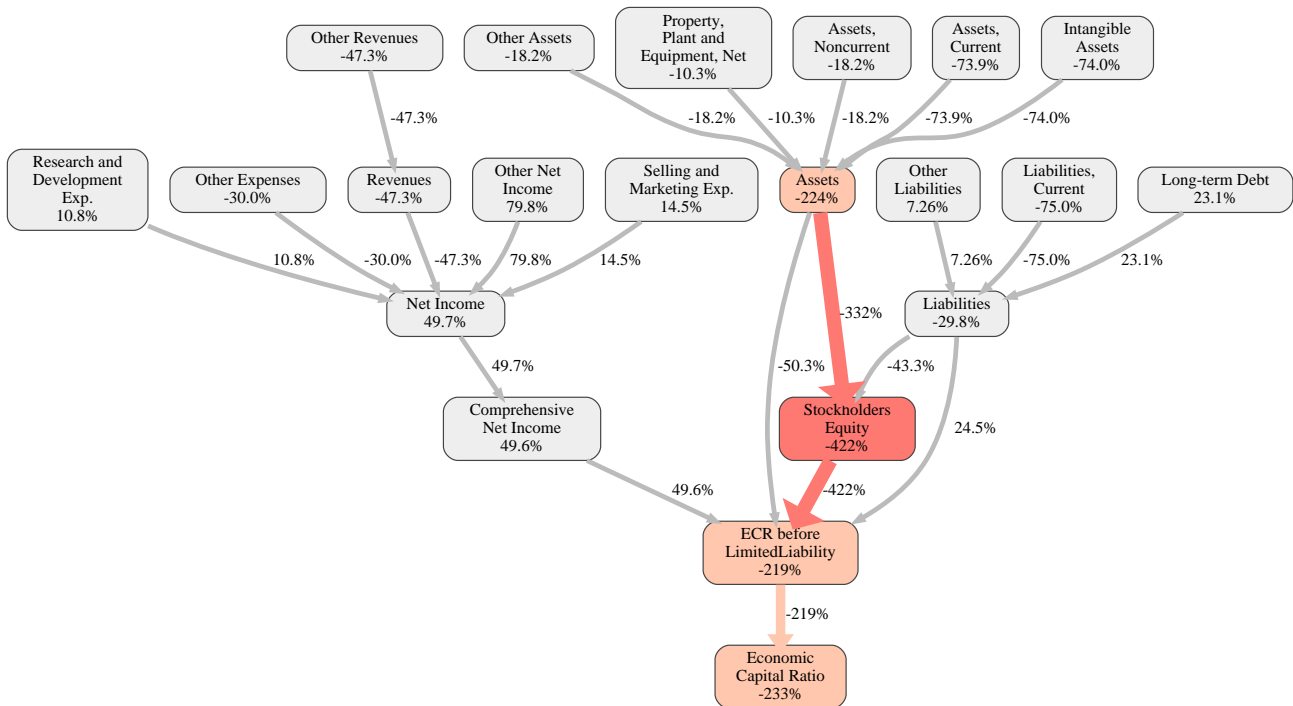 Other Revenues
-47.3%
Other Assets
-18.2%
Property,
Plant and
Equipment, Net
-10.3%
Assets,
Noncurrent
-18.2%
Assets,
Current
-73.9%
Intangible
Assets
-74.0%
-47.3%
-18.2%
-10.3%
-18.2%
-73.9%
-74.0%
Research and
Development
Exp.
10.8%
Other Expenses
-30.0%
Revenues
-47.3%
Other Net
Income
79.8%
Selling and
Marketing Exp.
14.5%
Assets
-224%
Other
Liabilities
7.26%
Liabilities,
Current
-75.0%
Long-term Debt
23.1%
10.8%
-30.0%
-47.3%
79.8%
14.5%
7.26%
-75.0%
23.1%
Net Income
49.7%
Liabilities
-29.8%
-332%
49.7%
-50.3%
-43.3%
Comprehensive
Net Income
49.6%
Stockholders
Equity
-422%
24.5%
49.6%
-422%
ECR before
LimitedLiability
-219%
-219%
Economic
Capital Ratio
-233%